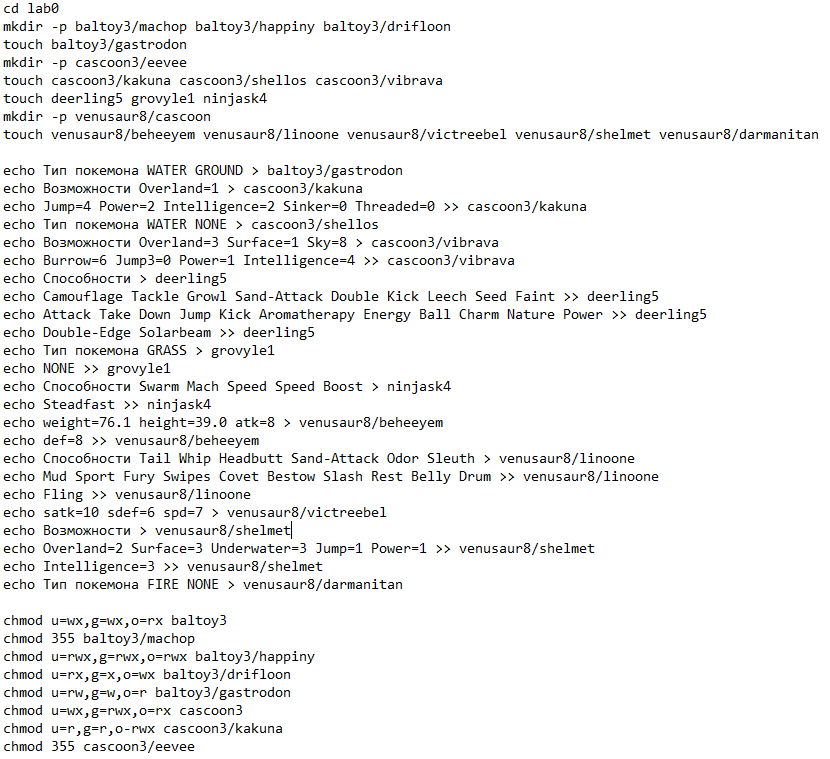 cd lab0
mkdir -p baltoy3/machop baltoy3/happiny baltoy3/drifloon
touch baltoy3/gastrodon
mkdir -p cascoon3/eevee
touch cascoon3/kakuna cascoon3/shellos cascoon3/vibrava
touch deerling5 grovyle1 ninjask4
mkdir -p venusaur8/cascoon
touch venusaur8/beheeyem venusaur8/linoone venusaur8/victreebel venusaur8/shelmet venusaur8/darmanitan

echo Тип покемона WATER GROUND > baltoy3/gastrodon
echo Возможности Overland=1 > cascoon3/kakuna
echo Jump=4 Power=2 Intelligence=2 Sinker=0 Threaded=0 >> cascoon3/kakuna
echo Тип покемона WATER NONE > cascoon3/shellos
echo Возможности Overland=3 Surface=1 Sky=8 > cascoon3/vibrava
echo Burrow=6 Jump3=0 Power=1 Intelligence=4 >> cascoon3/vibrava
echo Способности > deerling5
echo Camouflage Tackle Growl Sand-Attack Double Kick Leech Seed Faint >> deerling5
echo Attack Take Down Jump Kick Aromatherapy Energy Ball Charm Nature Power >> deerling5
echo Double-Edge Solarbeam >> deerling5
echo Тип покемона GRASS > grovyle1
echo NONE >> grovyle1
echo Способности Swarm Mach Speed Speed Boost > ninjask4
echo Steadfast >> ninjask4
echo weight=76.1 height=39.0 atk=8 > venusaur8/beheeyem
echo def=8 >> venusaur8/beheeyem
echo Способности Tail Whip Headbutt Sand-Attack Odor Sleuth > venusaur8/linoone
echo Mud Sport Fury Swipes Covet Bestow Slash Rest Belly Drum >> venusaur8/linoone
echo Fling >> venusaur8/linoone
echo satk=10 sdef=6 spd=7 > venusaur8/victreebel
echo Возможности > venusaur8/shelmet
echo Overland=2 Surface=3 Underwater=3 Jump=1 Power=1 >> venusaur8/shelmet
echo Intelligence=3 >> venusaur8/shelmet
echo Тип покемона FIRE NONE > venusaur8/darmanitan

chmod u=wx,g=wx,o=rx baltoy3
chmod 355 baltoy3/machop
chmod u=rwx,g=rwx,o=rwx baltoy3/happiny
chmod u=rx,g=x,o=wx baltoy3/drifloon
chmod u=rw,g=w,o=r baltoy3/gastrodon
chmod u=wx,g=rwx,o=rx cascoon3
chmod u=r,g=r,o-rwx cascoon3/kakuna
chmod 355 cascoon3/eevee